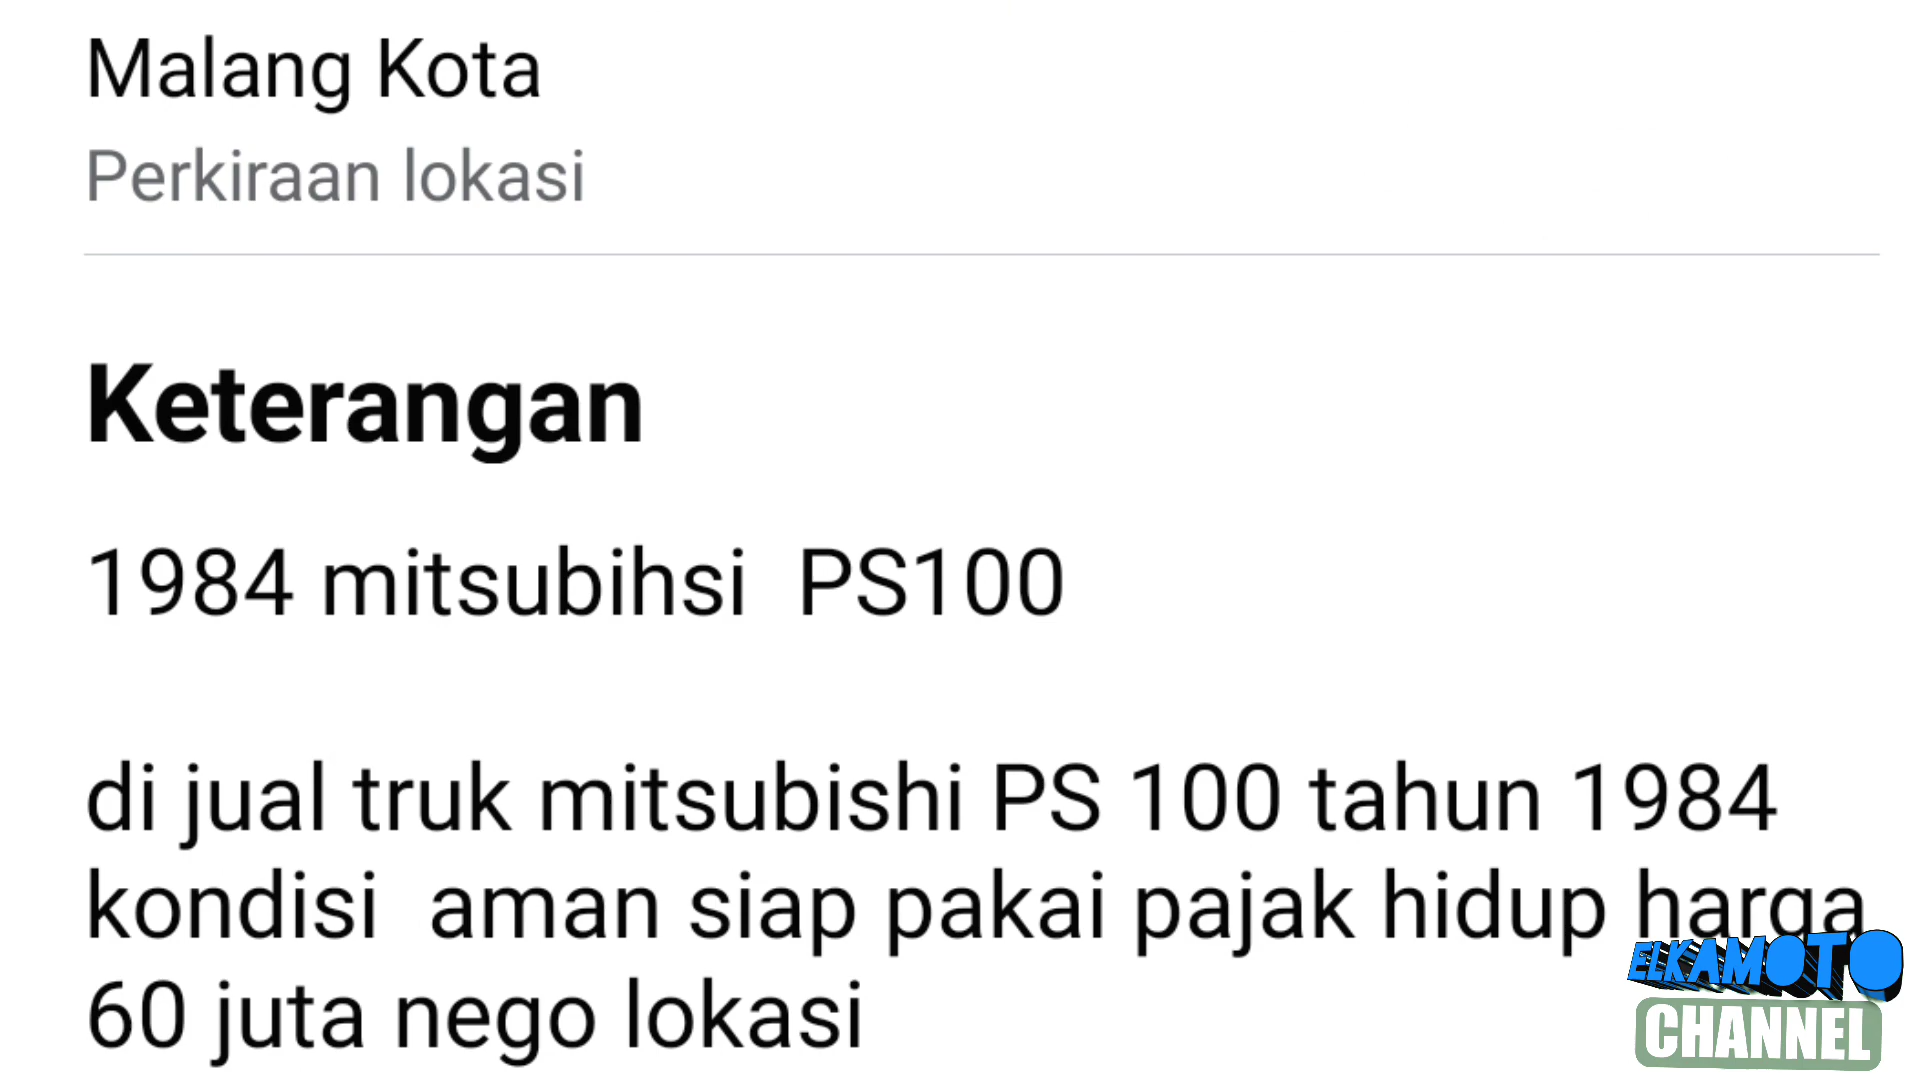 Malang Kota
Perkiraan lokasi
Keterangan
1984 mitsubihsi  PS100
di jual truk mitsubishi PS 100 tahun 1984
kondisi  aman siap pakai pajak hidup harga
60 juta nego lokasi
ELKAMOTO
CHANNEL